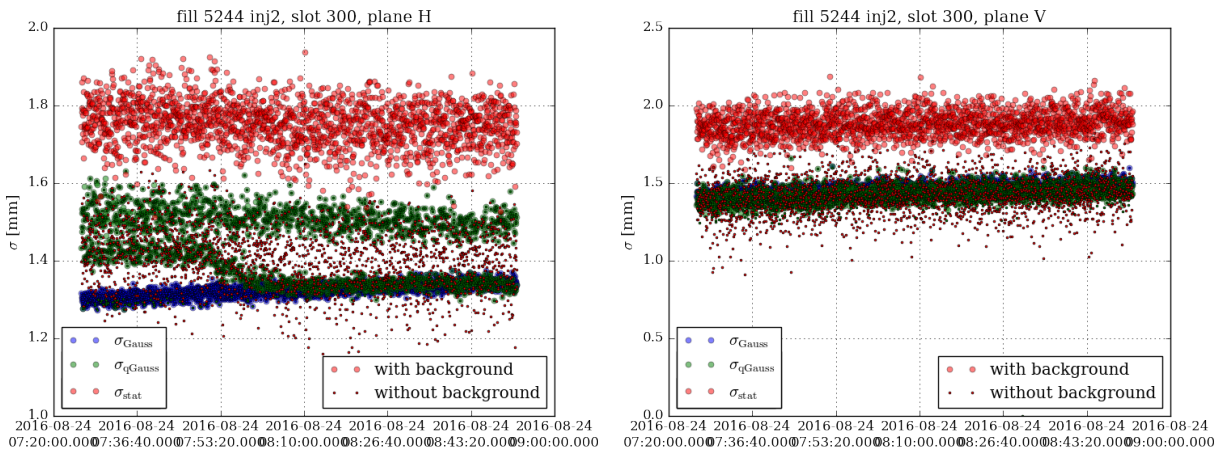 fill 5244 inj2, slot 300, plane H
2.0
1.8
1.6
1.4
1.2
1.0
σ [mm]
σGauss
σqGauss
σstat
with background
without background
2016-08-24 2016-08-24 2016-08-24 2016-08-24 2016-08-24 2016-08-24 2016-08-24
07:20:00.000 07:36:40.000 07:53:20.000 08:10:00.000 08:26:40.000 08:43:20.000 09:00:00.000
fill 5244 inj2, slot 300, plane V
2.5
2.0
1.5
1.0
0.5
0.0
σ [mm]
σGauss
σqGauss
σstat
with background
without background
2016-08-24 2016-08-24 2016-08-24 2016-08-24 2016-08-24 2016-08-24 2016-08-24
07:20:00.000 07:36:40.000 07:53:20.000 08:10:00.000 08:26:40.000 08:43:20.000 09:00:00.000